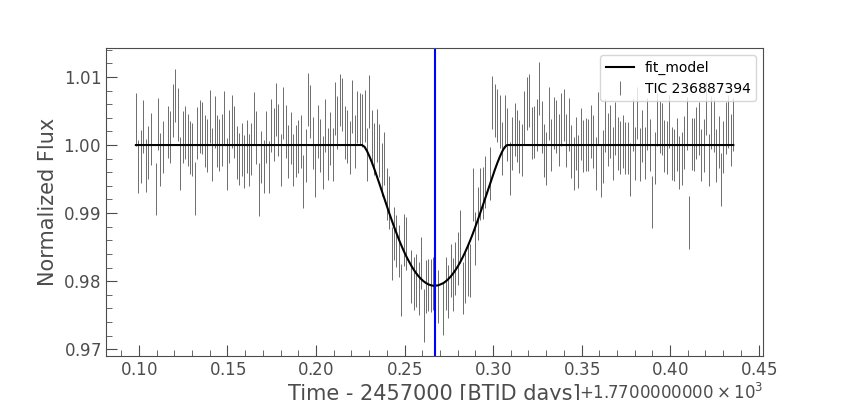 fit_model
TIC 236887394
Normalized Flux
1.01
1.00
0.99
0.98
0.97
0.10 0.15 0.20 0.25 0.30 0.35 0.40 0.45
Time - 2457000 [BTJD days]
+1.7700000000 × 10³